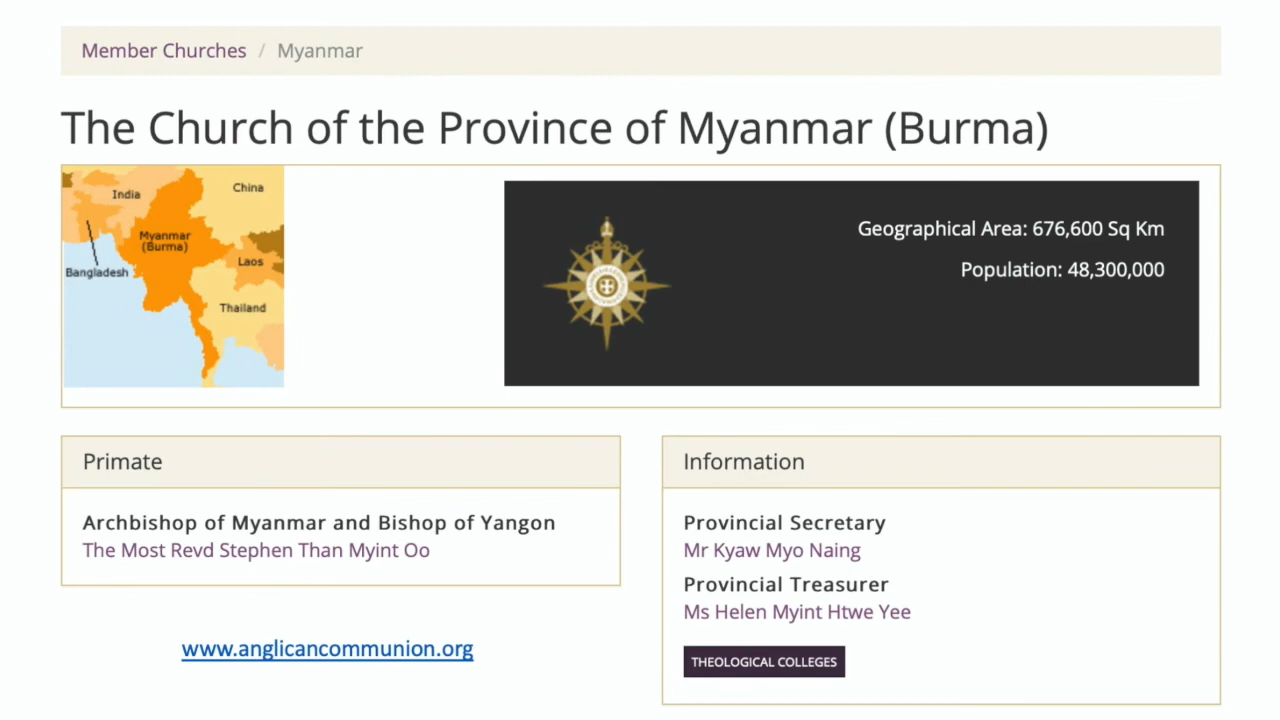 Member Churches / Myanmar
The Church of the Province of Myanmar (Burma)
India
China
Myanmar
(Burma)
Laos
Bangladesh
Thailand
Geographical Area: 676,600 Sq Km
Population: 48,300,000
Primate
Archbishop of Myanmar and Bishop of Yangon
The Most Revd Stephen Than Myint Oo
www.anglicancommunion.org
Information
Provincial Secretary
Mr Kyaw Myo Naing
Provincial Treasurer
Ms Helen Myint Htwe Yee
THEOLOGICAL COLLEGES